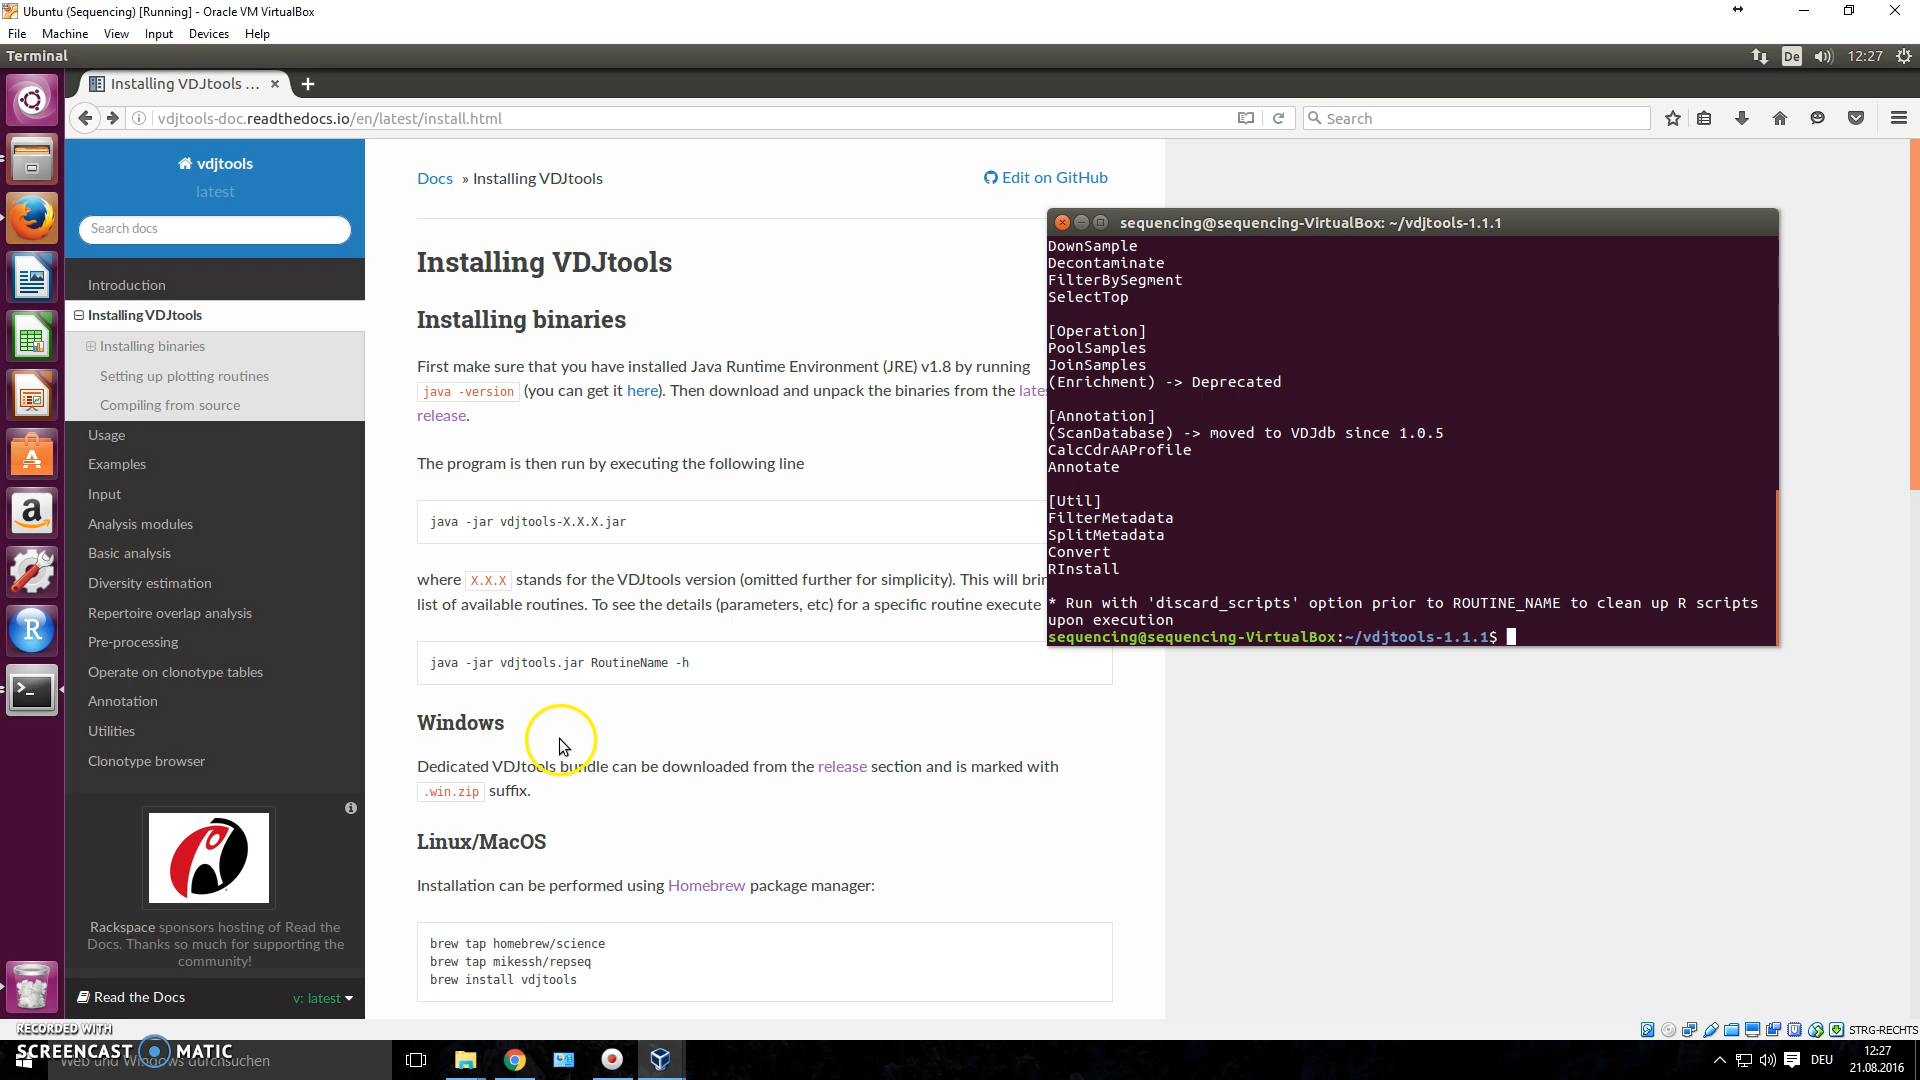 Ubuntu (Sequencing) [Running] - Oracle VM VirtualBox
File Machine View Input Devices Help
Terminal
De
12:27
Installing VDJtools ...
vdjtools-doc.readthedocs.io/en/latest/install.html
Search
vdjtools
latest
Search docs
Introduction
Installing VDJtools
Installing binaries
Setting up plotting routines
Compiling from source
Usage
Examples
Input
Analysis modules
Basic analysis
Diversity estimation
Repertoire overlap analysis
Pre-processing
Operate on clonotype tables
Annotation
Utilities
Clonotype browser
Rackspace sponsors hosting of Read the
Docs. Thanks so much for supporting the
community!
Read the Docs
v: latest
Docs » Installing VDJtools
Edit on GitHub
Installing VDJtools
Installing binaries
First make sure that you have installed Java Runtime Environment (JRE) v1.8 by running
java -version (you can get it here). Then download and unpack the binaries from the
release.
The program is then run by executing the following line
java -jar vdjtools-X.X.X.jar
where X.X.X stands for the VDJtools version (omitted further for simplicity). This will
list of available routines. To see the details (parameters, etc) for a specific routine execute
java -jar vdjtools.jar RoutineName -h
Windows
Dedicated VDJtools bundle can be downloaded from the release section and is marked with
.win.zip suffix.
Linux/MacOS
Installation can be performed using Homebrew package manager:
brew tap homebrew/science
brew tap mikessh/repseq
brew install vdjtools
sequencing@sequencing-VirtualBox: ~/vdjtools-1.1.1
DownSample
Decontaminate
FilterBySegment
SelectTop
[Operation]
PoolSamples
JoinSamples
(Enrichment) -> Deprecated
[Annotation]
(ScanDatabase) -> moved to VDJdb since 1.0.5
CalcCdrAAProfile
Annotate
[Util]
FilterMetadata
SplitMetadata
Convert
RInstall
* Run with 'discard_scripts' option prior to ROUTINE_NAME to clean up R scripts
upon execution
sequencing@sequencing-VirtualBox:~/vdjtools-1.1.1$
STRG-RECHTS
RECORDED WITH
SCREENCAST MATIC
Web und Windows durchsuchen
DEU
12:27
21.08.2016